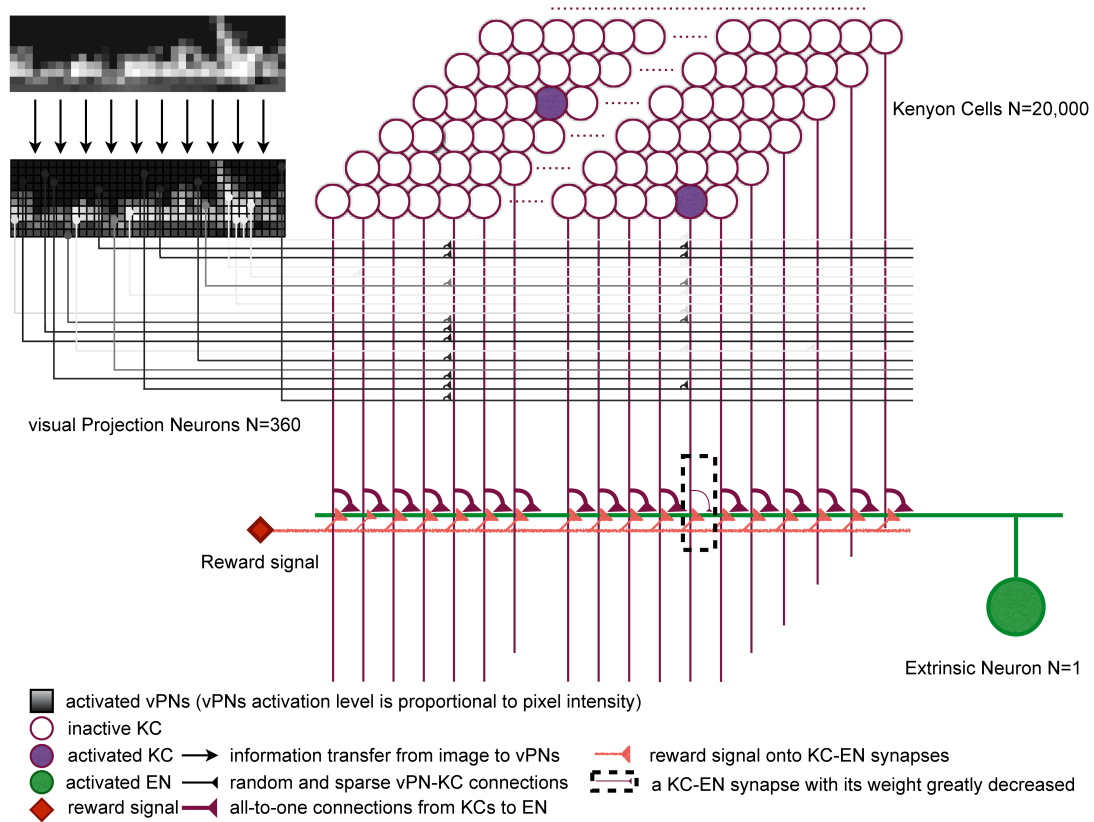 Kenyon Cells N=20,000
visual Projection Neurons N=360
Reward signal
Extrinsic Neuron N=1
activated vPNs (vPNs activation level is proportional to pixel intensity)
inactive KC
activated KC
information transfer from image to vPNs
reward signal onto KC-EN synapses
activated EN
random and sparse vPN-KC connections
a KC-EN synapse with its weight greatly decreased
reward signal
all-to-one connections from KCs to EN